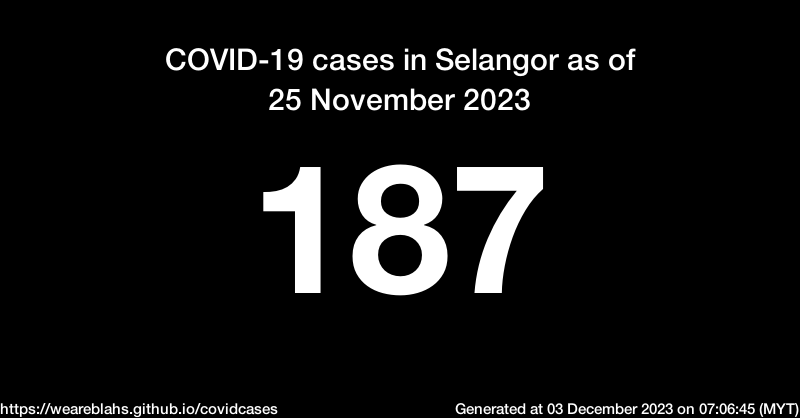 COVID-19 cases in Selangor as of
25 November 2023
187
https://weareblahs.github.io/covidcases
Generated at 03 December 2023 on 07:06:45 (MYT)